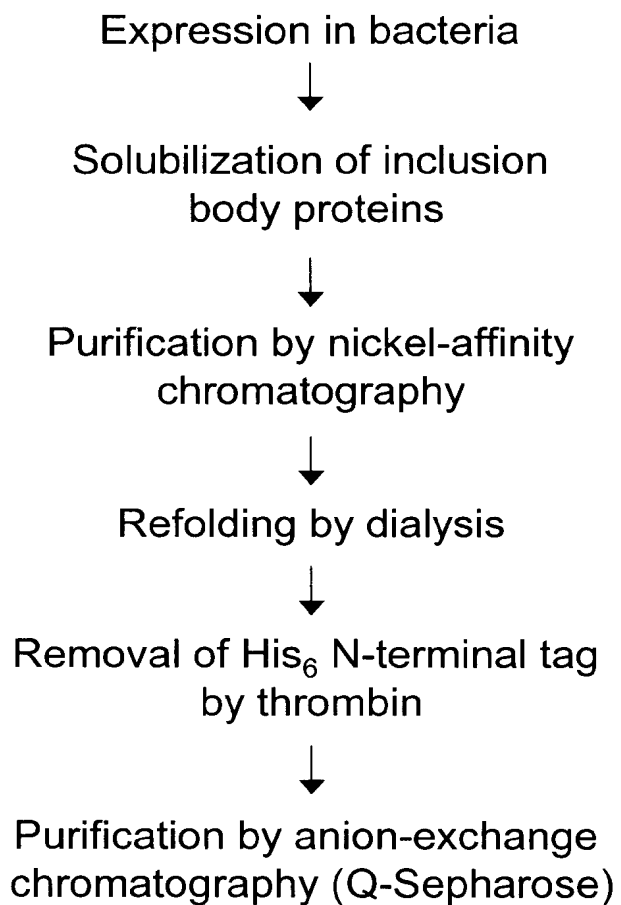 Expression in bacteria
Solubilization of inclusion
body proteins
Purification by nickel-affinity
chromatography
Refolding by dialysis
Removal of His₆ N-terminal tag
by thrombin
Purification by anion-exchange
chromatography (Q-Sepharose)